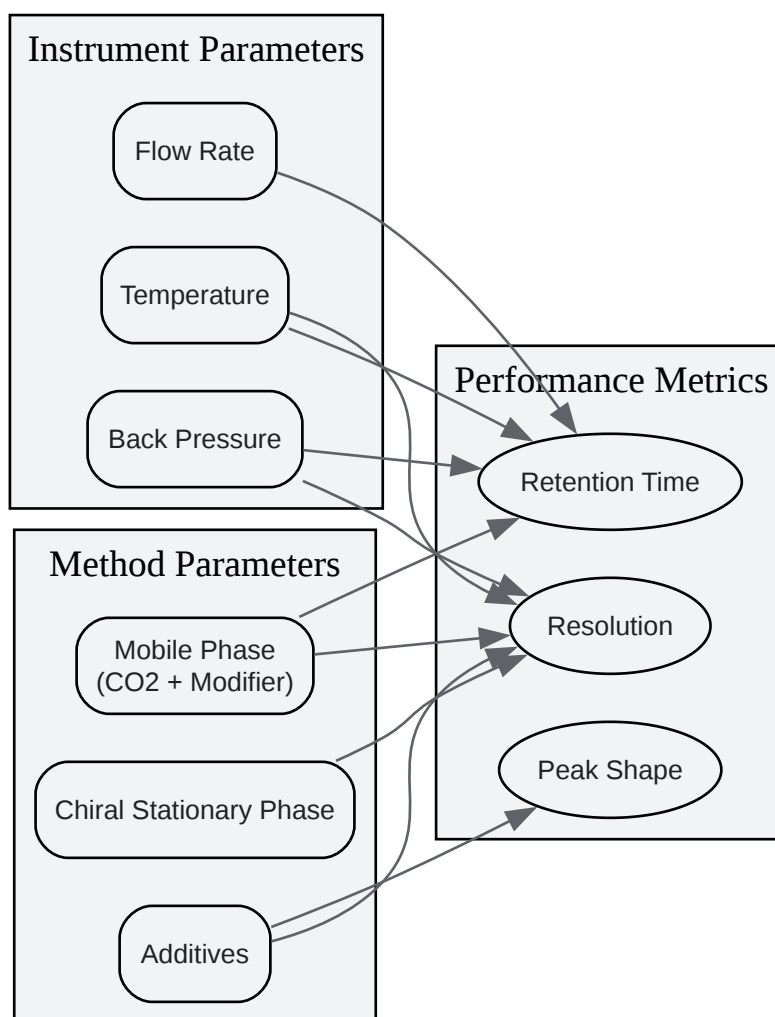 Instrument Parameters
Flow Rate
Temperature
Back Pressure
Method Parameters
Mobile Phase
(CO2 + Modifier)
Chiral Stationary Phase
Additives
Performance Metrics
Retention Time
Resolution
Peak Shape